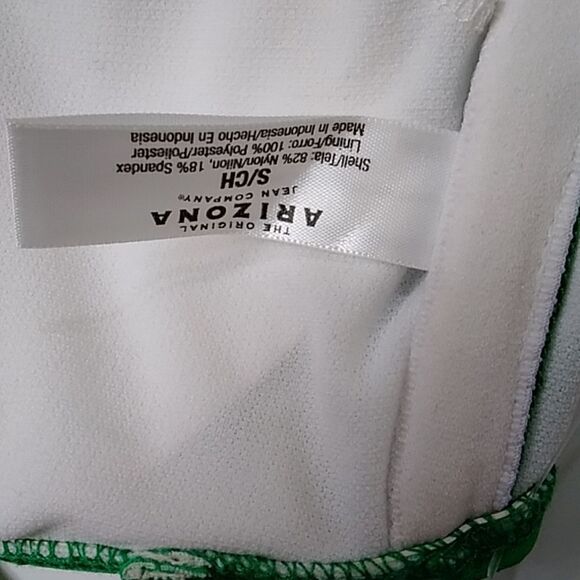 THE ORIGINAL
ARIZONA
JEAN COMPANY®
S/CH
Shell/Tela: 82% Nylon/Nilon, 18% Spandex
Lining/Forro: 100% Polyester/Poliester
Made In Indonesia/Hecho En Indonesia